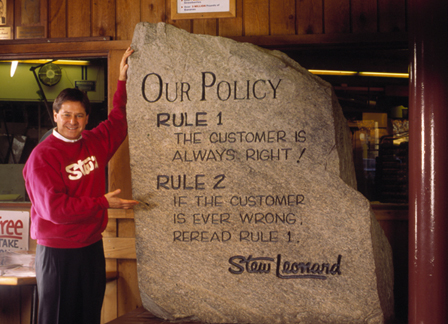 OUR POLICY
RULE 1
THE CUSTOMER IS
ALWAYS RIGHT!
RULE 2
IF THE CUSTOMER
IS EVER WRONG,
REREAD RULE 1.
Stew Leonard
Stew
Free
TAKE